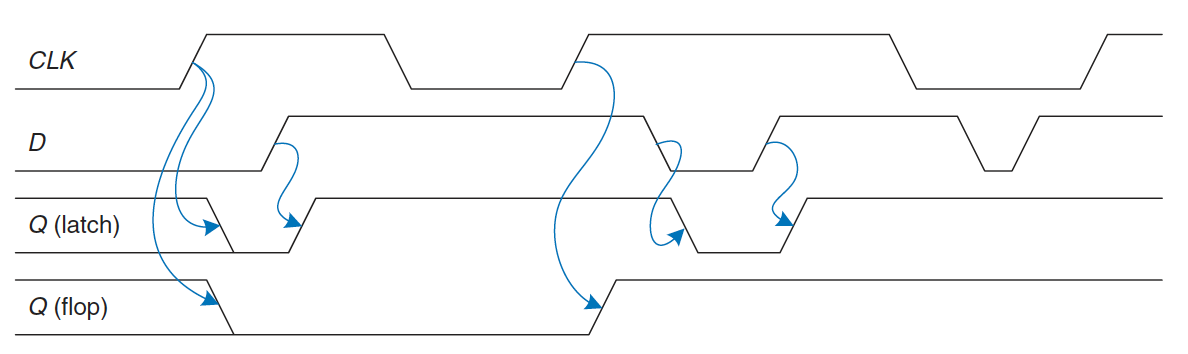 CLK
D
Q (latch)
Q (flop)